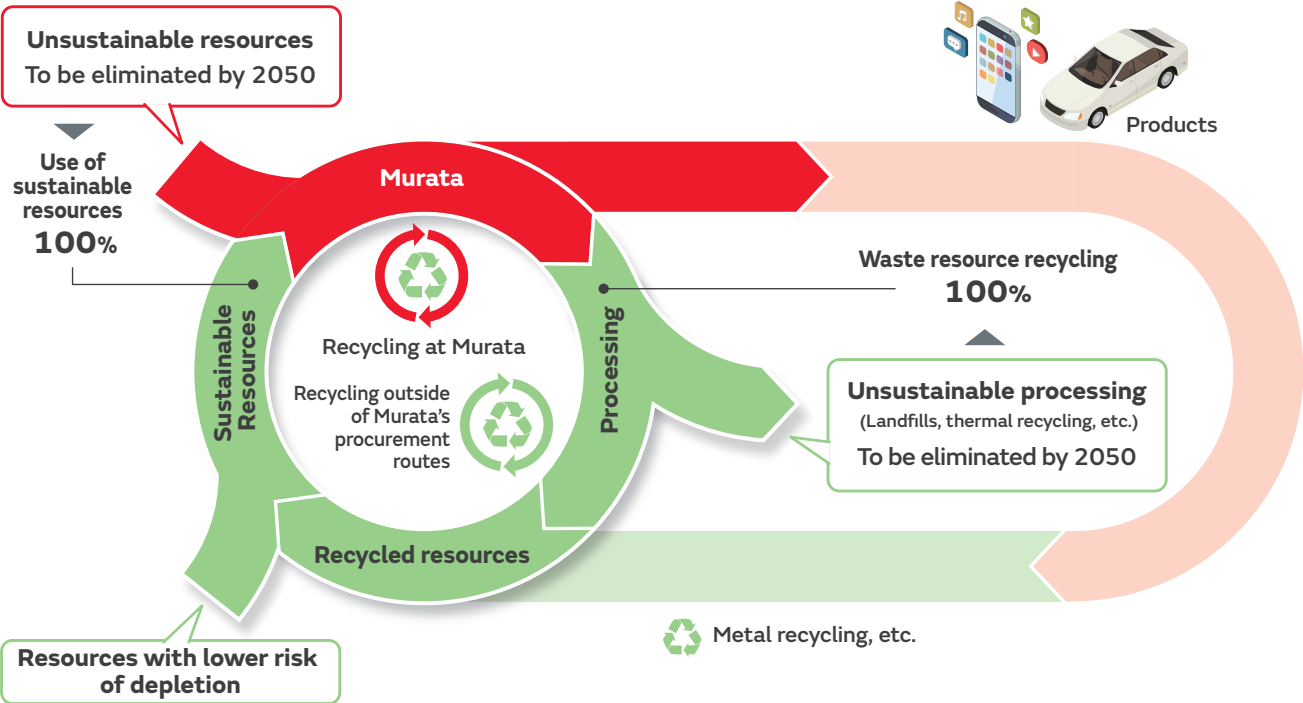 Unsustainable resources
To be eliminated by 2050
Use of
sustainable
resources
100%
Murata
Products
Sustainable
Resources
Recycling at Murata
Recycling outside
of Murata’s
procurement
routes
Processing
Waste resource recycling
100%
Unsustainable processing
(Landfills, thermal recycling, etc.)
To be eliminated by 2050
Recycled resources
Metal recycling, etc.
Resources with lower risk
of depletion